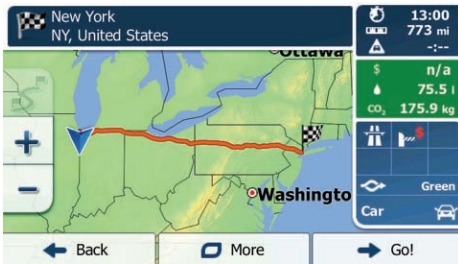 New York
NY, United States
Ottawa
Washingto
13:00
773 mi
-:--
$ n/a
75.5 l
CO₂ 175.9 kg
$
Green
Car
+
-
Back
More
Go!